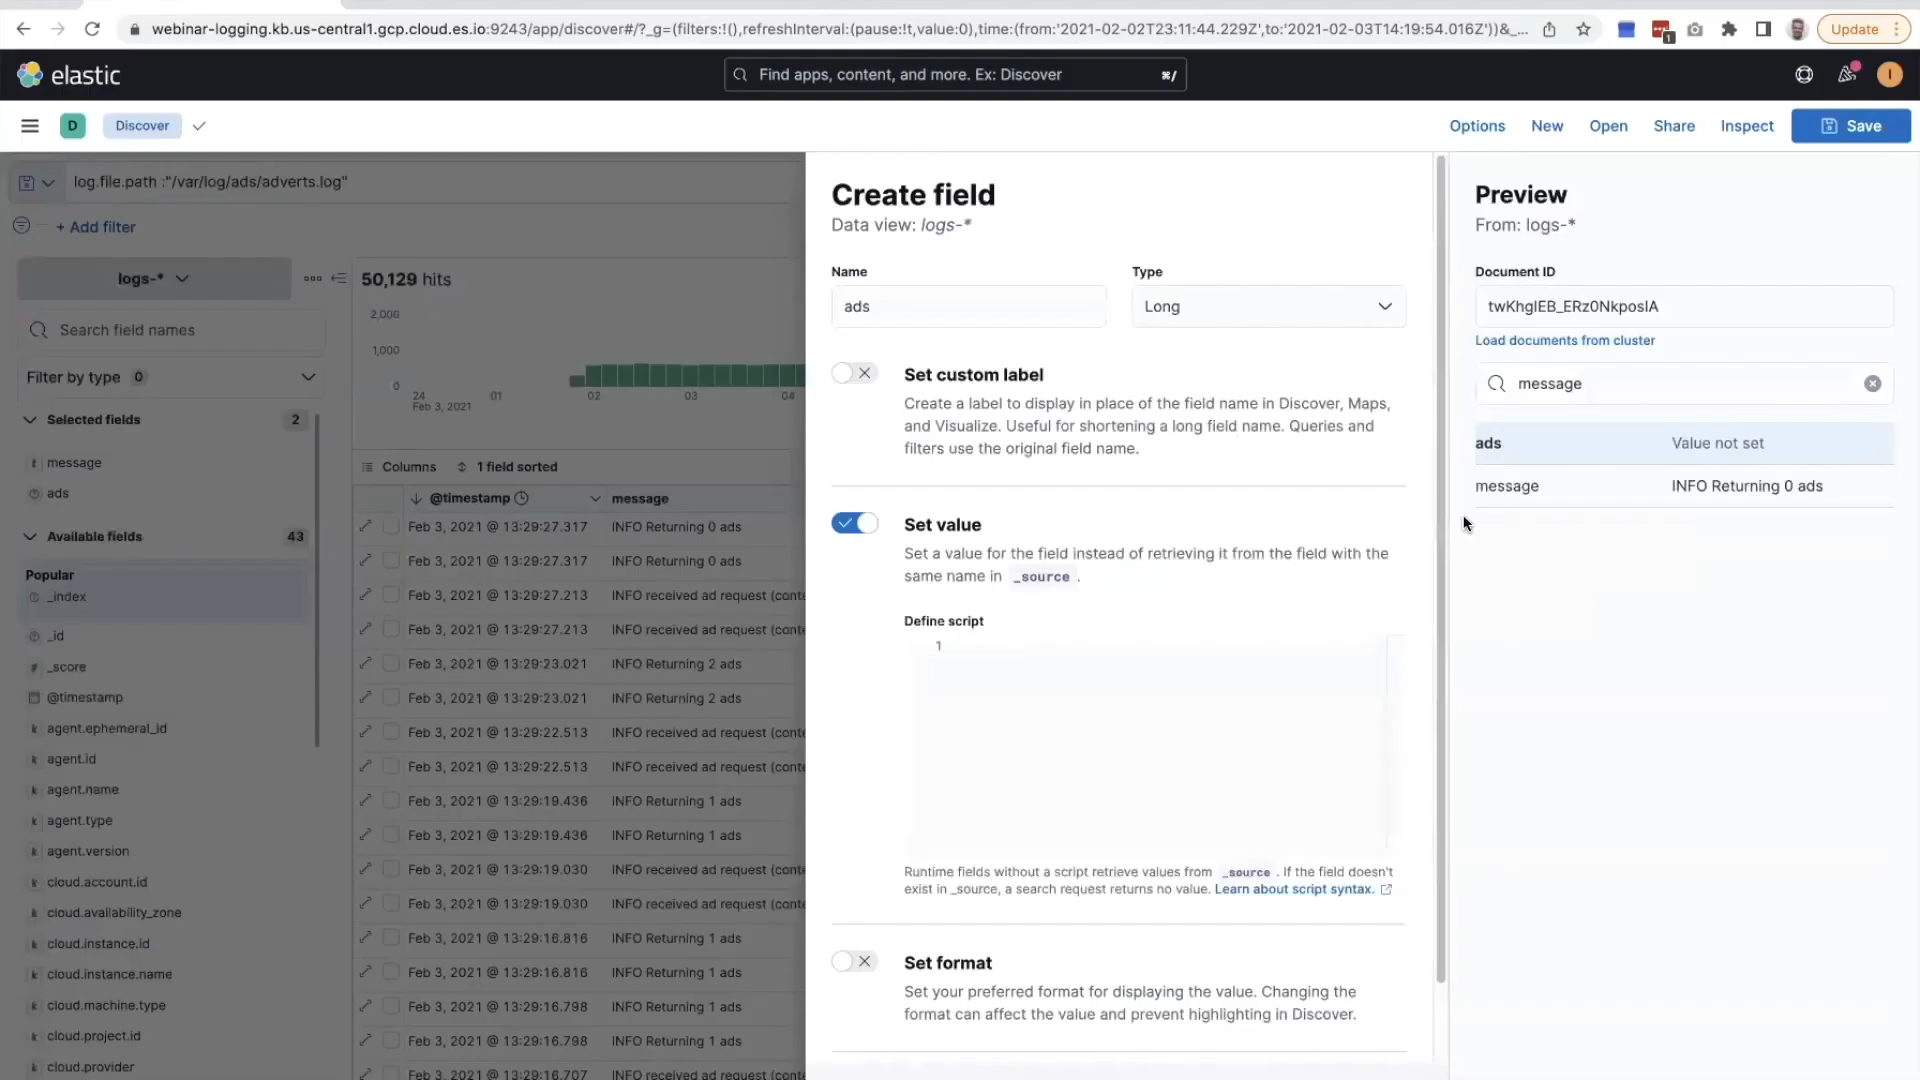 webinar-logging.kb.us-central1.gcp.cloud.es.io:9243/app/discover#/?_g=(filters:!(),refreshInterval:(pause:!t,value:0),time:(from:'2021-02-02T23:11:44.229Z',to:'2021-02-03T14:19:54.016Z'))&_...
1
Update
elastic
Find apps, content, and more. Ex: Discover
⌘/
I
D
Discover
Options
New
Open
Share
Inspect
Save
log.file.path :"/var/log/ads/adverts.log"
+ Add filter
logs-*
Search field names
Filter by type 0
Selected fields 2
message
ads
Available fields 43
Popular
_index
_id
_score
@timestamp
agent.ephemeral_id
agent.id
agent.name
agent.type
agent.version
cloud.account.id
cloud.availability_zone
cloud.instance.id
cloud.instance.name
cloud.machine.type
cloud.project.id
cloud.provider
50,129 hits
2,000
1,000
0
24 01 02 03 04
Feb 3, 2021
Columns 1 field sorted
@timestamp message
Feb 3, 2021 @ 13:29:27.317 INFO Returning 0 ads
Feb 3, 2021 @ 13:29:27.317 INFO Returning 0 ads
Feb 3, 2021 @ 13:29:27.213 INFO received ad request (conte
Feb 3, 2021 @ 13:29:27.213 INFO received ad request (conte
Feb 3, 2021 @ 13:29:23.021 INFO Returning 2 ads
Feb 3, 2021 @ 13:29:23.021 INFO Returning 2 ads
Feb 3, 2021 @ 13:29:22.513 INFO received ad request (conte
Feb 3, 2021 @ 13:29:22.513 INFO received ad request (conte
Feb 3, 2021 @ 13:29:19.436 INFO Returning 1 ads
Feb 3, 2021 @ 13:29:19.436 INFO Returning 1 ads
Feb 3, 2021 @ 13:29:19.030 INFO received ad request (conte
Feb 3, 2021 @ 13:29:19.030 INFO received ad request (conte
Feb 3, 2021 @ 13:29:16.816 INFO Returning 1 ads
Feb 3, 2021 @ 13:29:16.816 INFO Returning 1 ads
Feb 3, 2021 @ 13:29:16.798 INFO Returning 1 ads
Feb 3, 2021 @ 13:29:16.798 INFO Returning 1 ads
Feb 3, 2021 @ 13:29:16.707 INFO received ad request (conte
Create field
Data view: logs-*
Name
ads
Type
Long
Set custom label
Create a label to display in place of the field name in Discover, Maps,
and Visualize. Useful for shortening a long field name. Queries and
filters use the original field name.
Set value
Set a value for the field instead of retrieving it from the field with the
same name in _source .
Define script
1
Runtime fields without a script retrieve values from _source . If the field doesn't
exist in _source, a search request returns no value. Learn about script syntax.
Set format
Set your preferred format for displaying the value. Changing the
format can affect the value and prevent highlighting in Discover.
Preview
From: logs-*
Document ID
Load documents from cluster
message
ads Value not set
message INFO Returning 0 ads